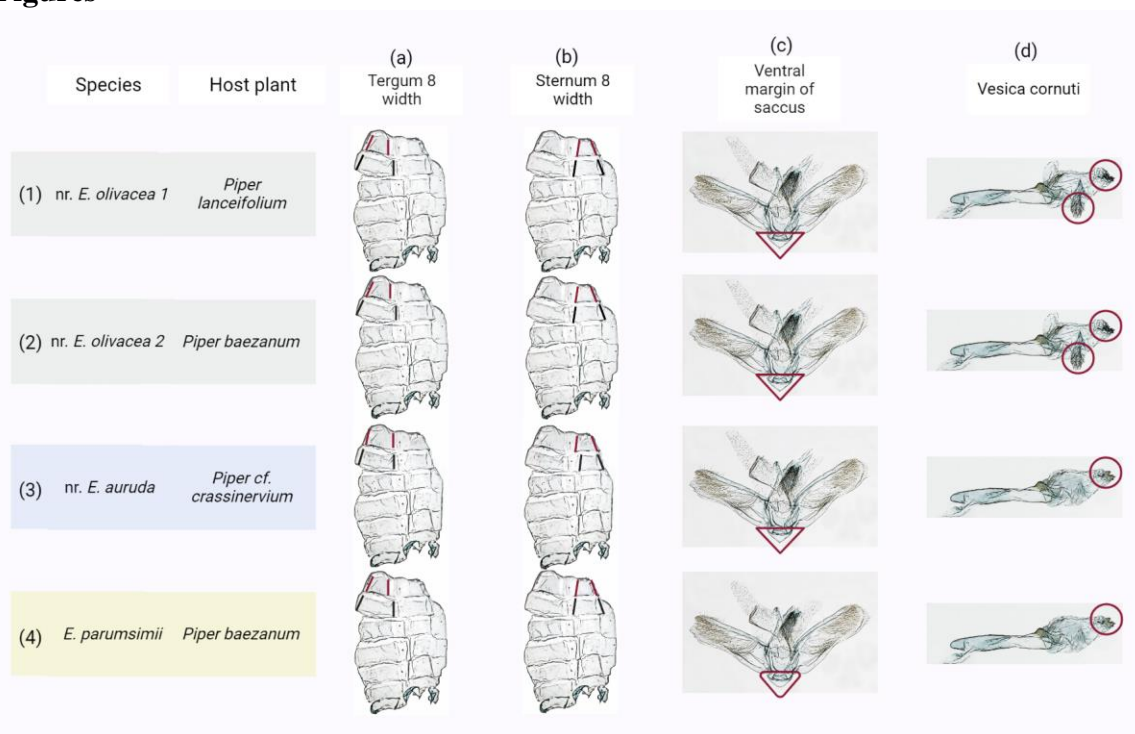 Figures
(a) (b) (c) (d)
Species Host plant Tergum 8 width Sternum 8 width Ventral margin of saccus Vesica cornuti
(1) nr. E. olivacea 1 Piper lanceifolium
(2) nr. E. olivacea 2 Piper baezanum
(3) nr. E. auruda Piper cf. crassinervium
(4) E. parumsimii Piper baezanum